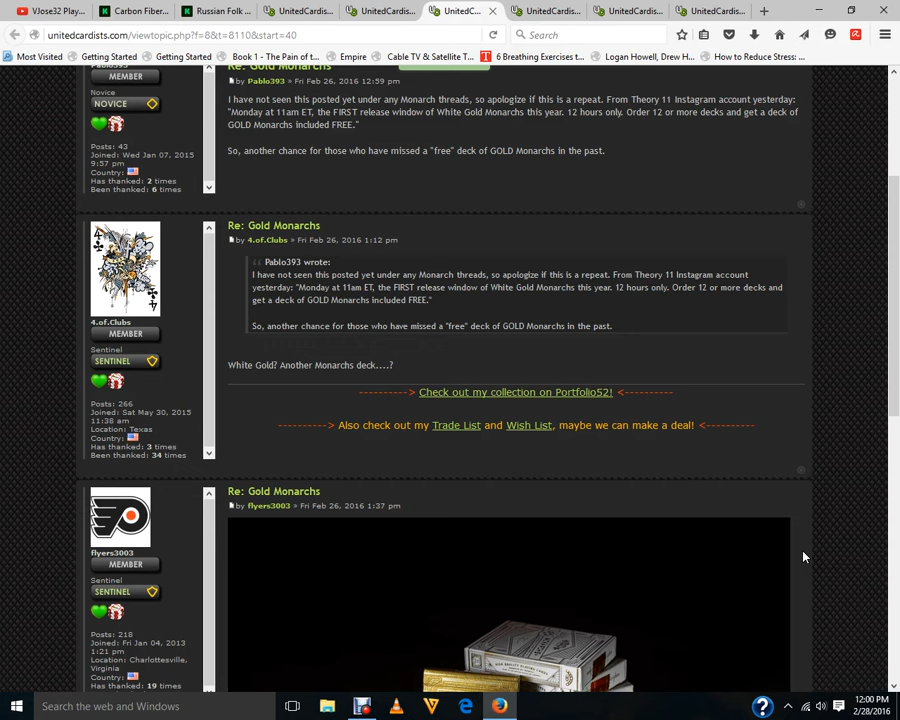 VJose32 Play...
Carbon Fiber...
Russian Folk ...
UnitedCardis...
UnitedCardis...
UnitedC...
UnitedCardis...
UnitedCardis...
UnitedCardis...
unitedcardists.com/viewtopic.php?f=8&t=8110&start=40
Search
Most Visited
Getting Started
Getting Started
Book 1 - The Pain of t...
Empire
Cable TV & Satellite T...
6 Breathing Exercises t...
Logan Howell, Drew H...
How to Reduce Stress: ...
Pablo393
MEMBER
Novice
NOVICE
Posts: 43
Joined: Wed Jan 07, 2015
9:57 pm
Country:
Has thanked: 2 times
Been thanked: 6 times
Re: Gold Monarchs
by Pablo393 » Fri Feb 26, 2016 12:59 pm
I have not seen this posted yet under any Monarch threads, so apologize if this is a repeat. From Theory 11 Instagram account yesterday:
"Monday at 11am ET, the FIRST release window of White Gold Monarchs this year. 12 hours only. Order 12 or more decks and get a deck of
GOLD Monarchs included FREE."
So, another chance for those who have missed a "free" deck of GOLD Monarchs in the past.
4.of.Clubs
MEMBER
Sentinel
SENTINEL
Posts: 266
Joined: Sat May 30, 2015
11:38 am
Location: Texas
Country:
Has thanked: 3 times
Been thanked: 34 times
Re: Gold Monarchs
by 4.of.Clubs » Fri Feb 26, 2016 1:12 pm
Pablo393 wrote:
I have not seen this posted yet under any Monarch threads, so apologize if this is a repeat. From Theory 11 Instagram account
yesterday: "Monday at 11am ET, the FIRST release window of White Gold Monarchs this year. 12 hours only. Order 12 or more decks and
get a deck of GOLD Monarchs included FREE."
So, another chance for those who have missed a "free" deck of GOLD Monarchs in the past.
White Gold? Another Monarchs deck....?
----------> Check out my collection on Portfolio52! <----------
----------> Also check out my Trade List and Wish List, maybe we can make a deal! <----------
flyers3003
MEMBER
Sentinel
SENTINEL
Posts: 218
Joined: Fri Jan 04, 2013
1:21 pm
Location: Charlottesville,
Virginia
Country:
Has thanked: 19 times
Re: Gold Monarchs
by flyers3003 » Fri Feb 26, 2016 1:37 pm
Search the web and Windows
12:00 PM
2/28/2016